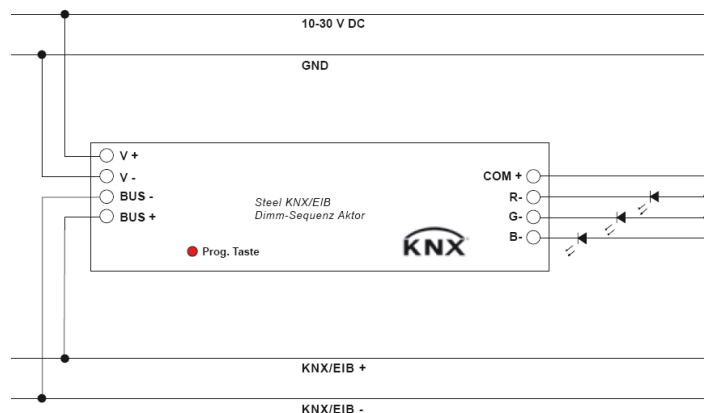 10-30 V DC
GND
V +
V -
BUS -
BUS +
Steel KNX/EIB
Dimm-Sequenz Aktor
Prog. Taste
KNX
COM +
R-
G-
B-
KNX/EIB +
KNX/EIB -